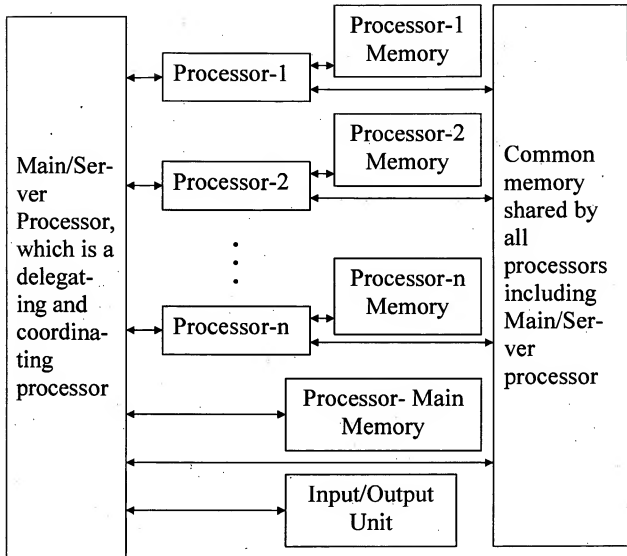 Main/Ser-
ver
Processor,
which is a
delegat-
ing and
coordina-
ting
processor
Processor-1
Processor-1
Memory
Processor-2
Processor-2
Memory
Processor-n
Processor-n
Memory
Processor- Main
Memory
Input/Output
Unit
Common
memory
shared by
all
processors
including
Main/Ser-
ver
processor